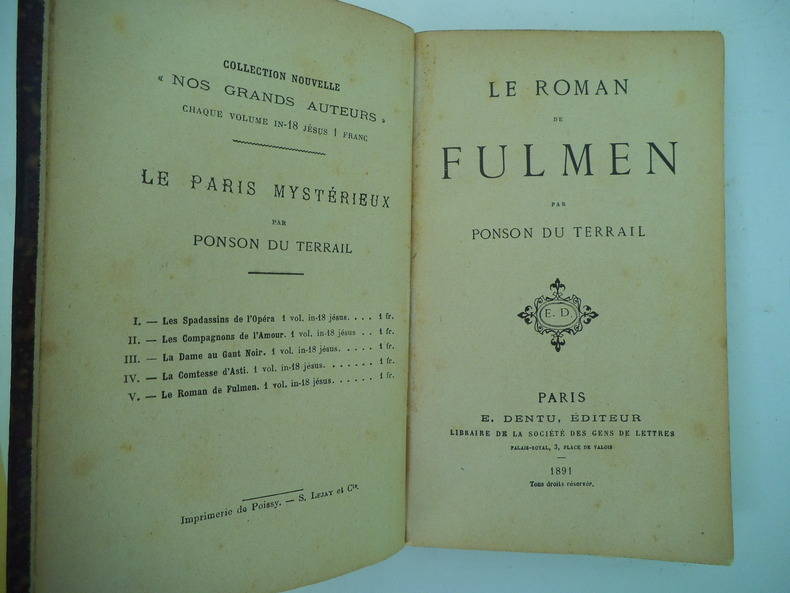 COLLECTION NOUVELLE
« NOS GRANDS AUTEURS »
CHAQUE VOLUME IN-18 JÉSUS 1 FRANC
LE PARIS MYSTÉRIEUX
PAR
PONSON DU TERRAIL
I. — Les Spadassins de l'Opéra 1 vol. in-18 jésus. . . . 1 fr.
II. — Les Compagnons de l'Amour. 1 vol. in-18 jésus . . 1 fr.
III. — La Dame au Gant Noir. 1 vol. in-18 jésus. . . . . 1 fr.
IV. — La Comtesse d'Asti. 1 vol. in-18 jésus. . . . . . . 1 fr.
V. — Le Roman de Fulmen. 1 vol. in-18 jésus. . . . . . 1 fr.
Imprimerie de Poissy. — S. LEJAY et Cie.
LE ROMAN
DE
FULMEN
PAR
PONSON DU TERRAIL
E. D.
PARIS
E. DENTU, ÉDITEUR
LIBRAIRE DE LA SOCIÉTÉ DES GENS DE LETTRES
PALAIS-ROYAL, 3, PLACE DE VALOIS
1891
Tous droits réservés.